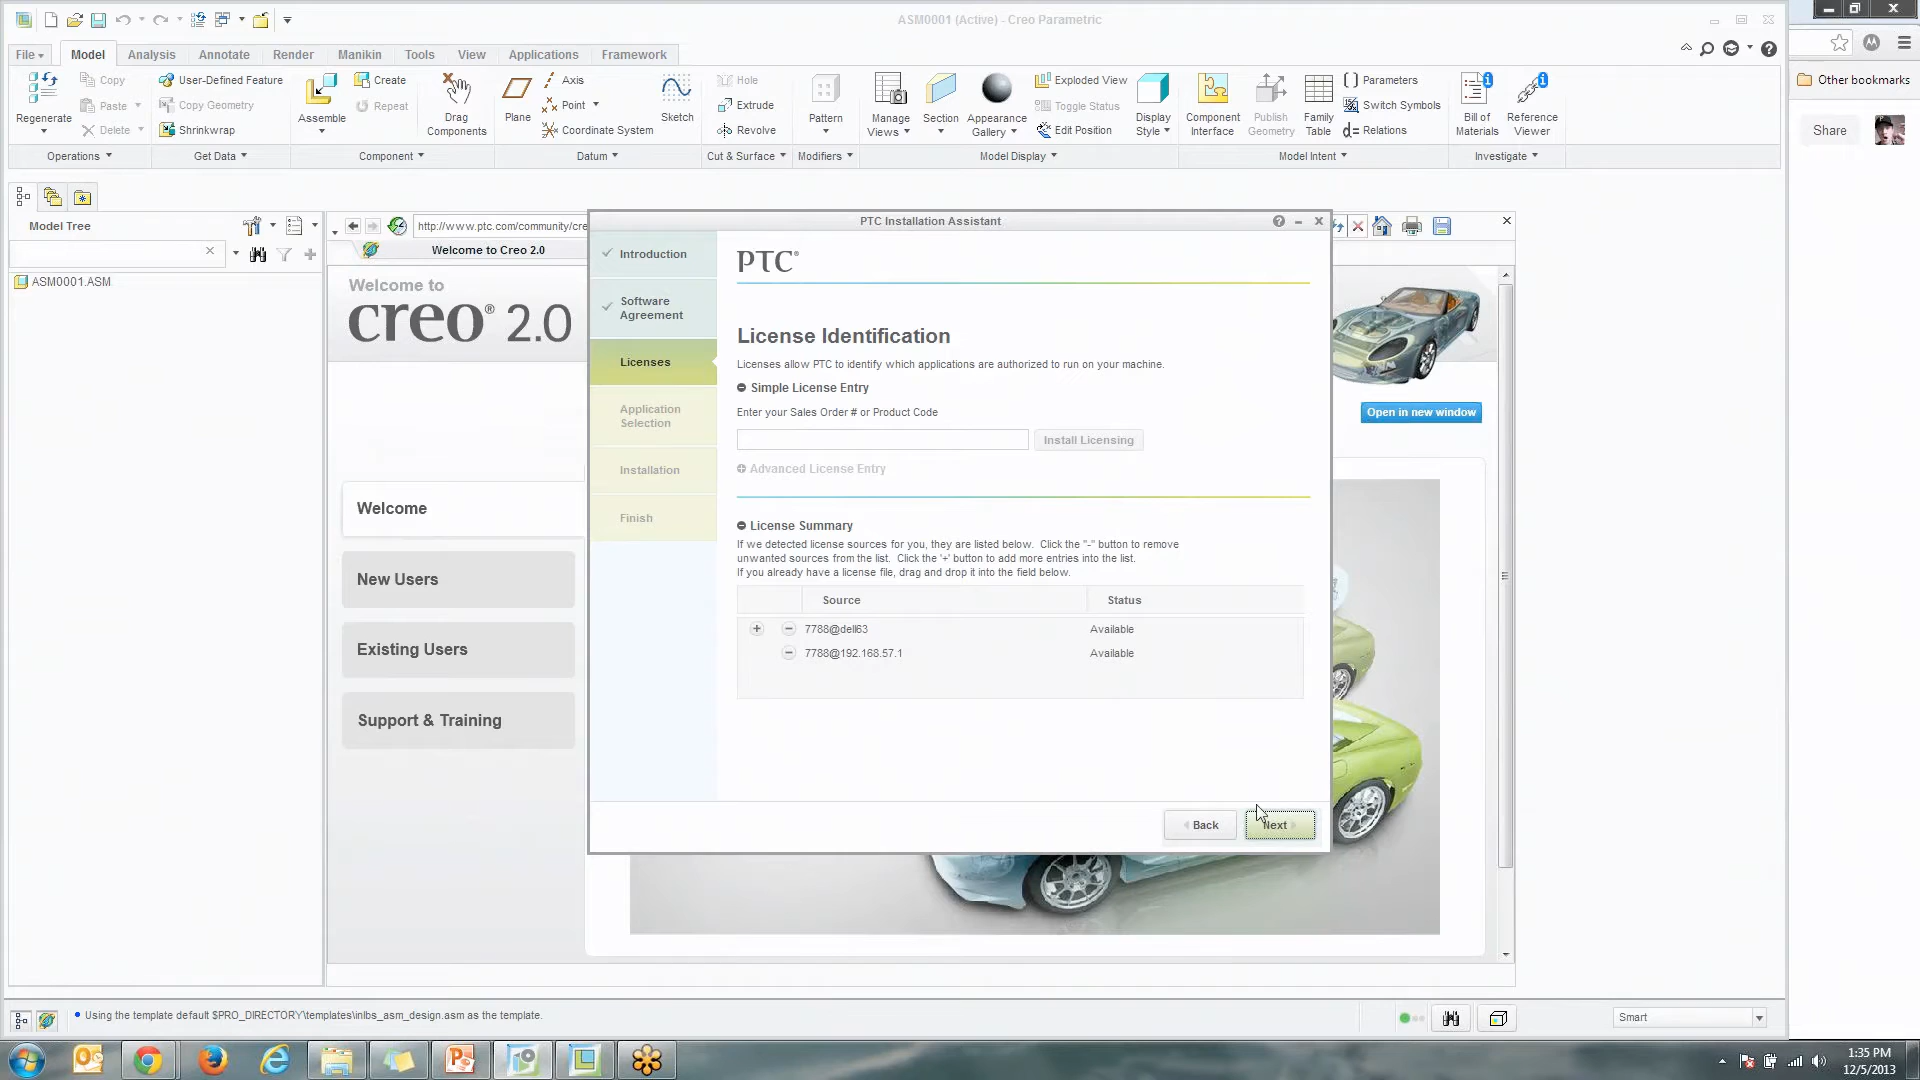 ASM0001 (Active) - Creo Parametric
File
Model
Analysis
Annotate
Render
Manikin
Tools
View
Applications
Framework
Other bookmarks
Share
Regenerate
Copy
Paste
Delete
Operations
User-Defined Feature
Copy Geometry
Shrinkwrap
Get Data
Assemble
Create
Repeat
Drag
Components
Component
Plane
Axis
Point
Coordinate System
Sketch
Datum
Hole
Extrude
Revolve
Cut & Surface
Pattern
Modifiers
Manage
Views
Section
Appearance
Gallery
Exploded View
Toggle Status
Edit Position
Display
Style
Model Display
Component
Interface
Publish
Geometry
Family
Table
Parameters
Switch Symbols
Relations
Model Intent
Bill of
Materials
Reference
Viewer
Investigate
Model Tree
ASM0001.ASM
http://www.ptc.com/community/cre
Welcome to Creo 2.0
Welcome to
creo® 2.0
Open in new window
Welcome
New Users
Existing Users
Support & Training
PTC Installation Assistant
Introduction
Software
Agreement
Licenses
Application
Selection
Installation
Finish
PTC®
License Identification
Licenses allow PTC to identify which applications are authorized to run on your machine.
Simple License Entry
Enter your Sales Order # or Product Code
Install Licensing
Advanced License Entry
License Summary
If we detected license sources for you, they are listed below. Click the "-" button to remove
unwanted sources from the list. Click the '+' button to add more entries into the list.
If you already have a license file, drag and drop it into the field below.
Source Status
7788@dell63 Available
7788@192.168.57.1 Available
Back
Next
Using the template default $PRO_DIRECTORY\templates\inlbs_asm_design.asm as the template.
Smart
1:35 PM
12/5/2013